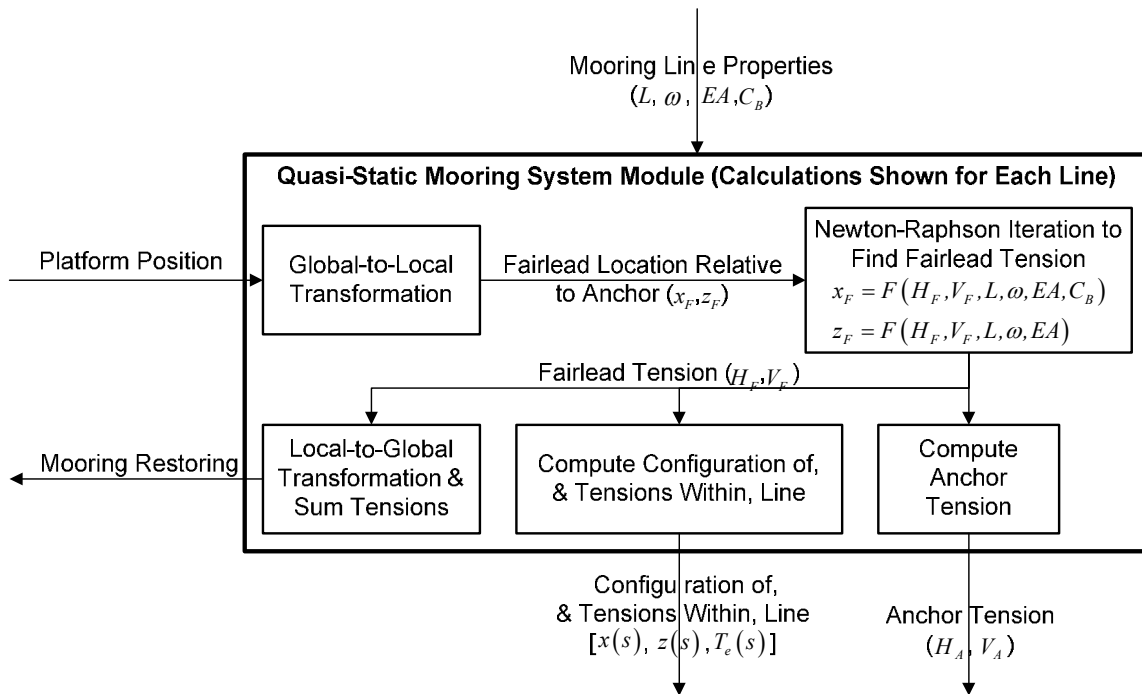 Mooring Line Properties
(L, ω, EA, C_B)
Quasi-Static Mooring System Module (Calculations Shown for Each Line)
Platform Position
Global-to-Local
Transformation
Fairlead Location Relative
to Anchor (x_F, z_F)
Newton-Raphson Iteration to
Find Fairlead Tension
x_F = F(H_F, V_F, L, ω, EA, C_B)
z_F = F(H_F, V_F, L, ω, EA)
Fairlead Tension (H_F, V_F)
Mooring Restoring
Local-to-Global
Transformation &
Sum Tensions
Compute Configuration of,
& Tensions Within, Line
Compute
Anchor
Tension
Configuration of,
& Tensions Within, Line
[x(s), z(s), T_e(s)]
Anchor Tension
(H_A, V_A)